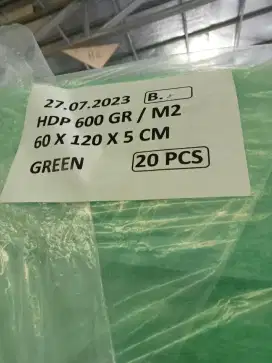 27.07.2023 B.
HDP 600 GR / M2
60 X 120 X 5 CM
GREEN 20 PCS